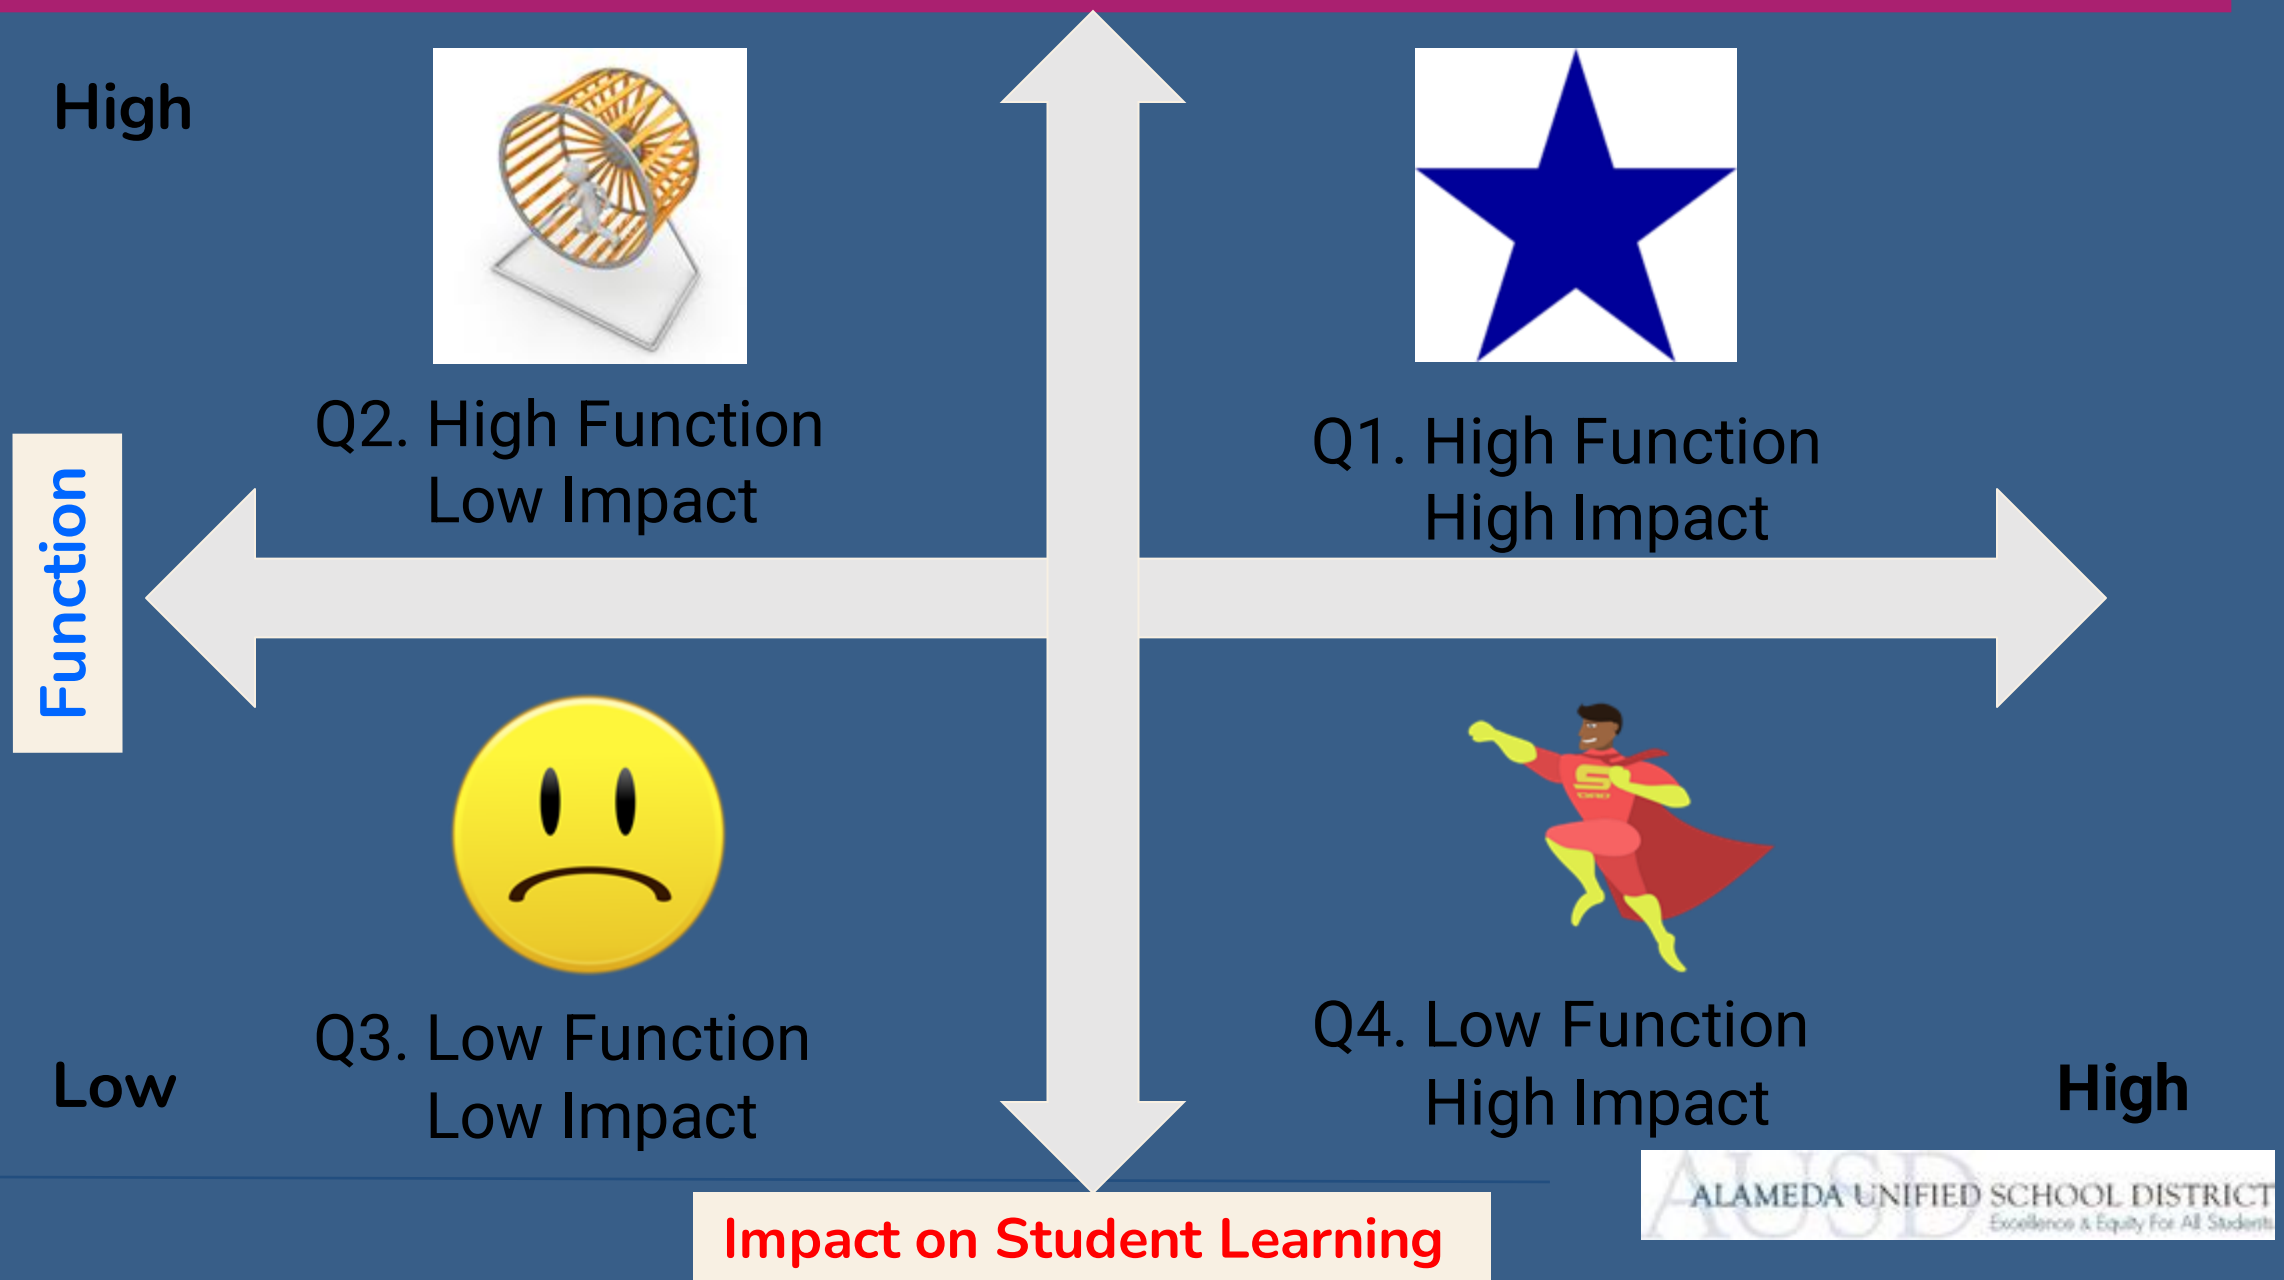 High
Q2. High Function
Low Impact
Q1. High Function
High Impact
Function
Q3. Low Function
Low Impact
Q4. Low Function
High Impact
Low
High
AUSD
ALAMEDA UNIFIED SCHOOL DISTRICT
Excellence & Equity For All Students
Impact on Student Learning